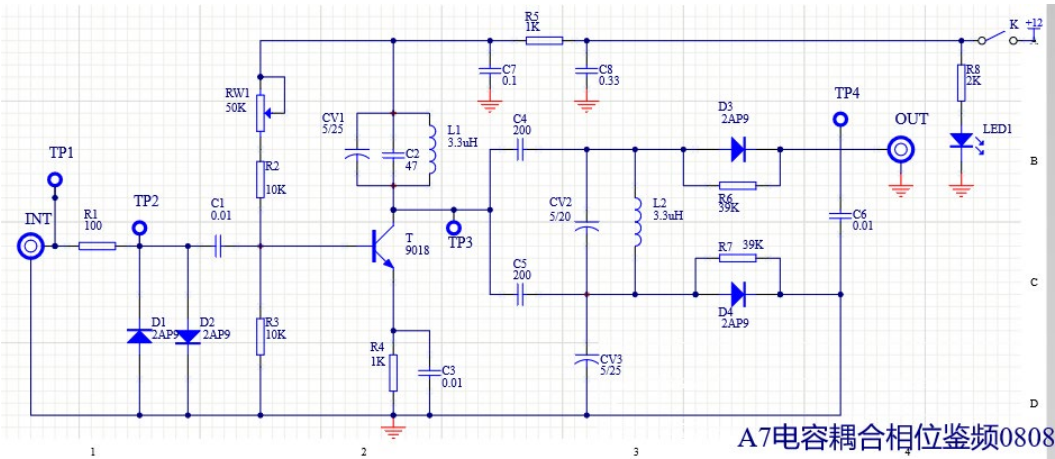 R5
1K
K
+12
C7
0.1
C8
0.33
R8
2K
RW1
50K
CV1
5/25
L1
3.3uH
C2
47
C4
200
D3
2AP9
TP4
OUT
LED1
B
TP1
R2
10K
R6
39K
INT
R1
100
TP2
C1
0.01
T
9018
TP3
CV2
5/20
L2
3.3uH
C6
0.01
R7
39K
C5
200
C
D1
2AP9
D2
2AP9
R3
10K
D4
2AP9
R4
1K
C3
0.01
CV3
5/25
D
A7电容耦合相位鉴频0808
1
2
3
4